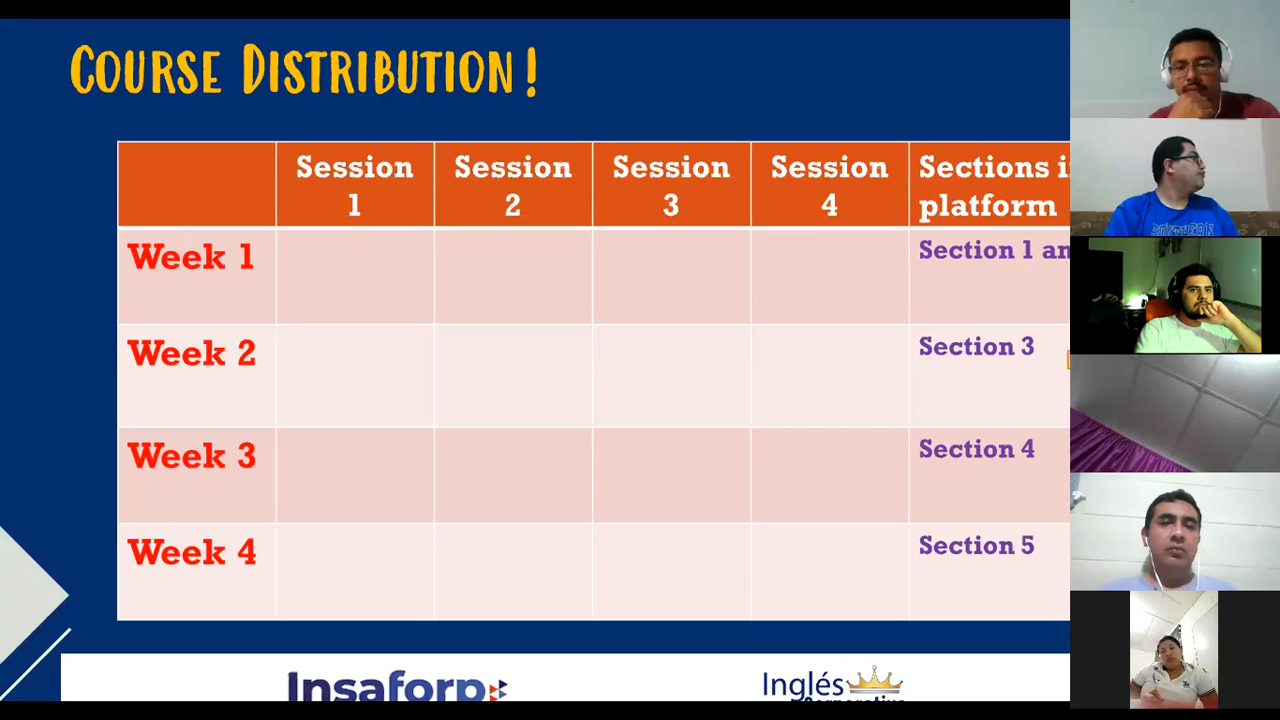 COURSE DISTRIBUTION!
Session 1
Session 2
Session 3
Session 4
Sections
platform
Week 1
Section 1
Week 2
Section 3
Week 3
Section 4
Week 4
Section 5
Insaforp
Inglés